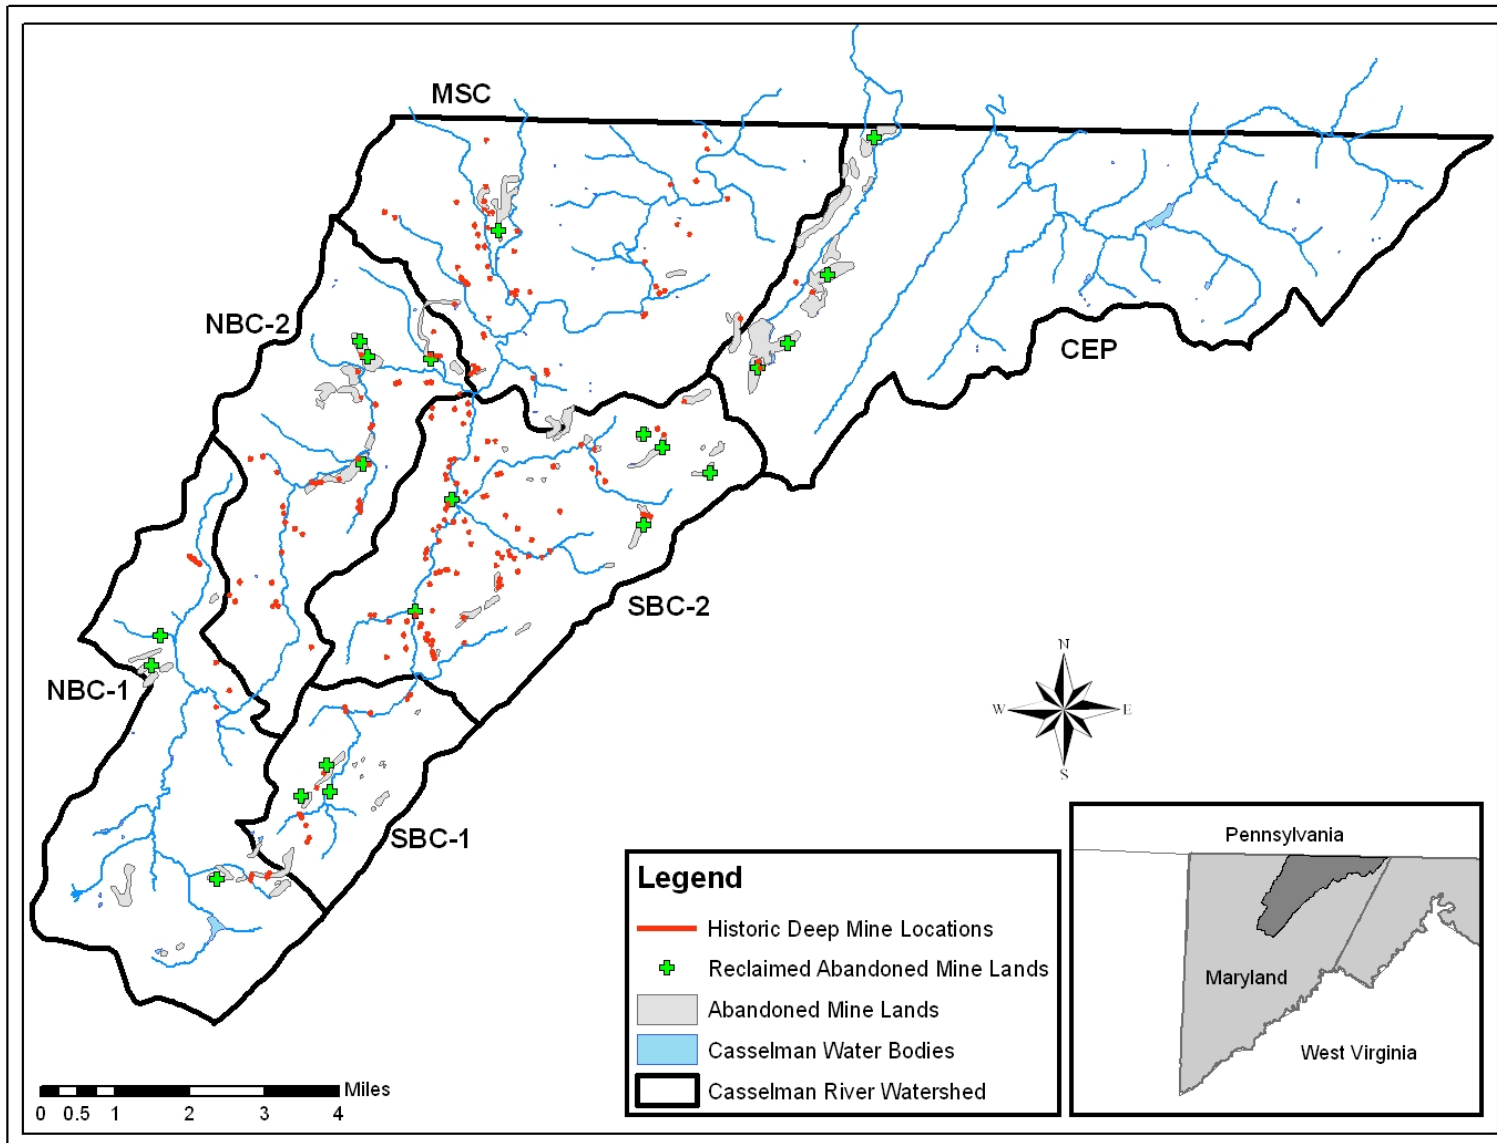 MSC
NBC-2
CEP
SBC-2
NBC-1
SBC-1
N
W
E
S
Legend
Historic Deep Mine Locations
Reclaimed Abandoned Mine Lands
Abandoned Mine Lands
Casselman Water Bodies
Casselman River Watershed
Pennsylvania
Maryland
West Virginia
Miles
0 0.5 1 2 3 4